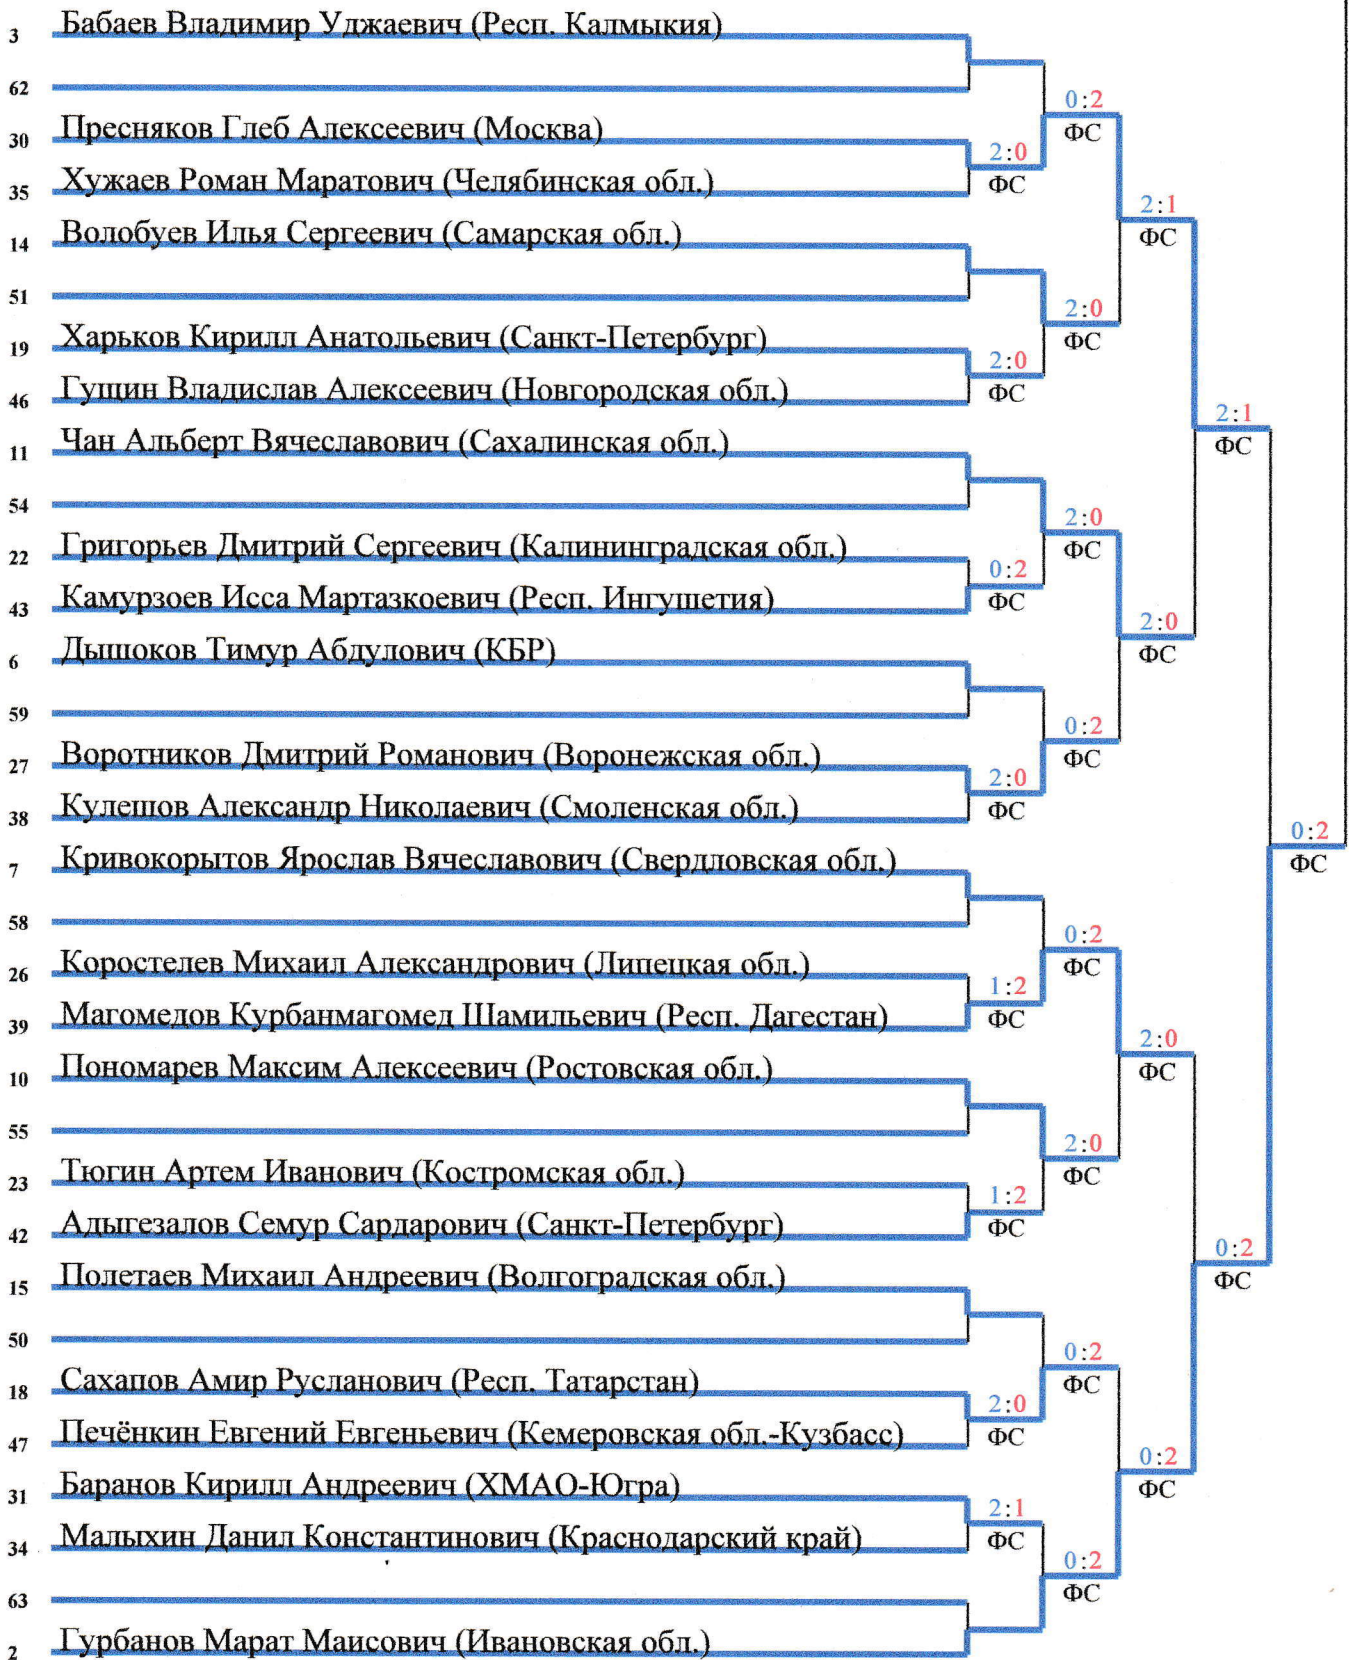 3 Бабаев Владимир Уджаевич (Респ. Калмыкия)
62
0:2
ФС
30 Пресняков Глеб Алексеевич (Москва)
2:0
ФС
35 Хужаев Роман Маратович (Челябинская обл.)
2:1
ФС
14 Волобуев Илья Сергеевич (Самарская обл.)
51
2:0
ФС
19 Харьков Кирилл Анатольевич (Санкт-Петербург)
2:0
ФС
46 Гущин Владислав Алексеевич (Новгородская обл.)
2:1
ФС
11 Чан Альберт Вячеславович (Сахалинская обл.)
54
2:0
ФС
22 Григорьев Дмитрий Сергеевич (Калининградская обл.)
0:2
ФС
43 Камурзоев Исса Мартазкоевич (Респ. Ингушетия)
2:0
ФС
6 Дышоков Тимур Абдулович (КБР)
59
0:2
ФС
27 Воротников Дмитрий Романович (Воронежская обл.)
2:0
ФС
38 Кулешов Александр Николаевич (Смоленская обл.)
0:2
ФС
7 Кривокорытов Ярослав Вячеславович (Свердловская обл.)
58
0:2
ФС
26 Коростелев Михаил Александрович (Липецкая обл.)
1:2
ФС
39 Магомедов Курбанмагомед Шамильевич (Респ. Дагестан)
2:0
ФС
10 Пономарев Максим Алексеевич (Ростовская обл.)
55
2:0
ФС
23 Тюгин Артем Иванович (Костромская обл.)
1:2
ФС
42 Адыгезалов Семур Сардарович (Санкт-Петербург)
0:2
ФС
15 Полетаев Михаил Андреевич (Волгоградская обл.)
50
0:2
ФС
18 Сахапов Амир Русланович (Респ. Татарстан)
2:0
ФС
47 Печёнкин Евгений Евгеньевич (Кемеровская обл.-Кузбасс)
0:2
ФС
31 Баранов Кирилл Андреевич (ХМАО-Югра)
2:1
ФС
34 Малыхин Данил Константинович (Краснодарский край)
0:2
ФС
63
2 Гурбанов Марат Маисович (Ивановская обл.)